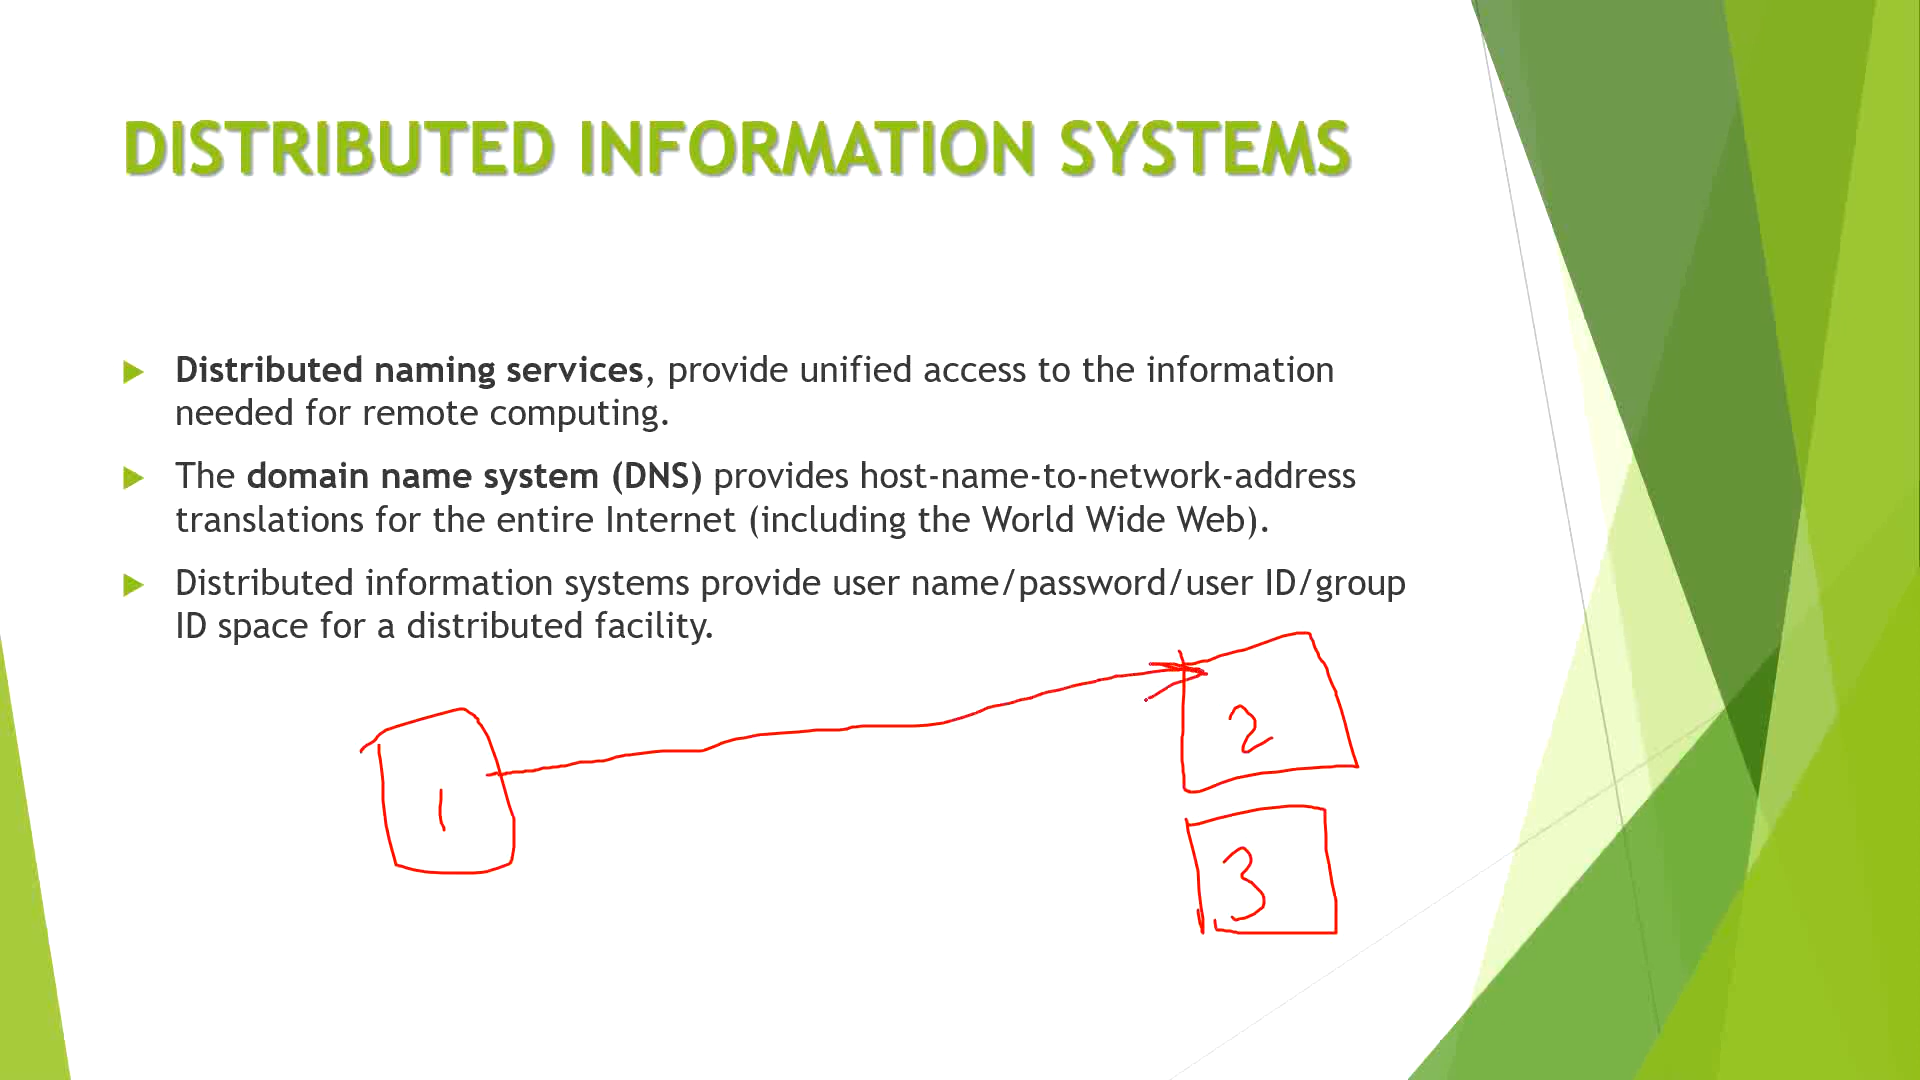 DISTRIBUTED INFORMATION SYSTEMS
Distributed naming services, provide unified access to the information
needed for remote computing.
The domain name system (DNS) provides host-name-to-network-address
translations for the entire Internet (including the World Wide Web).
Distributed information systems provide user name/password/user ID/group
ID space for a distributed facility.
2
1
3